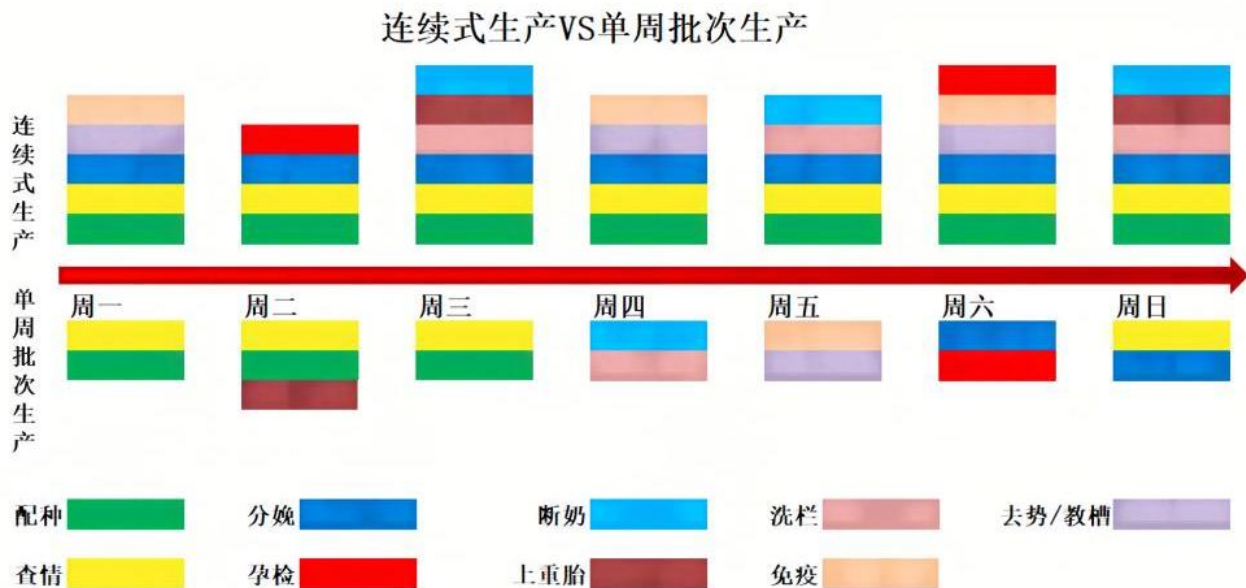 连续式生产VS单周批次生产
连续式生产
周一 周二 周三 周四 周五 周六 周日
单周批次生产
配种 分娩 断奶 洗栏 去势/教槽
查情 孕检 上重胎 免疫